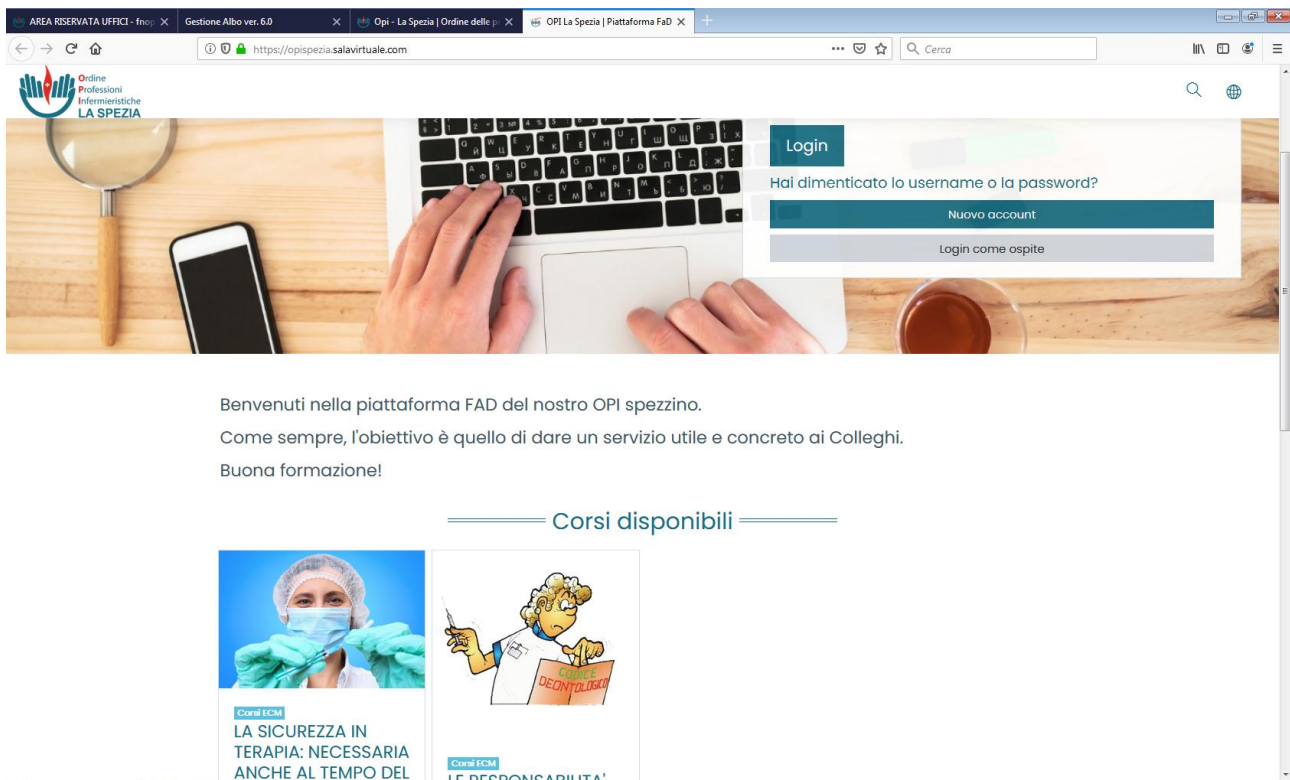 AREA RISERVATA UFFICI - fnop
Gestione Albo ver. 6.0
Opi - La Spezia | Ordine delle p
OPI La Spezia | Piattaforma FaD
https://opispezia.salavirtuale.com
Cerca
Ordine
Professioni
Infermieristiche
LA SPEZIA
Login
Hai dimenticato lo username o la password?
Nuovo account
Login come ospite
Benvenuti nella piattaforma FAD del nostro OPI spezzino.
Come sempre, l'obiettivo è quello di dare un servizio utile e concreto ai Colleghi.
Buona formazione!
Corsi disponibili
CODICE
DEONTOLOGICO
Corsi ECM
LA SICUREZZA IN
TERAPIA: NECESSARIA
ANCHE AL TEMPO DEL
Corsi ECM
LE RESPONSABILITA'